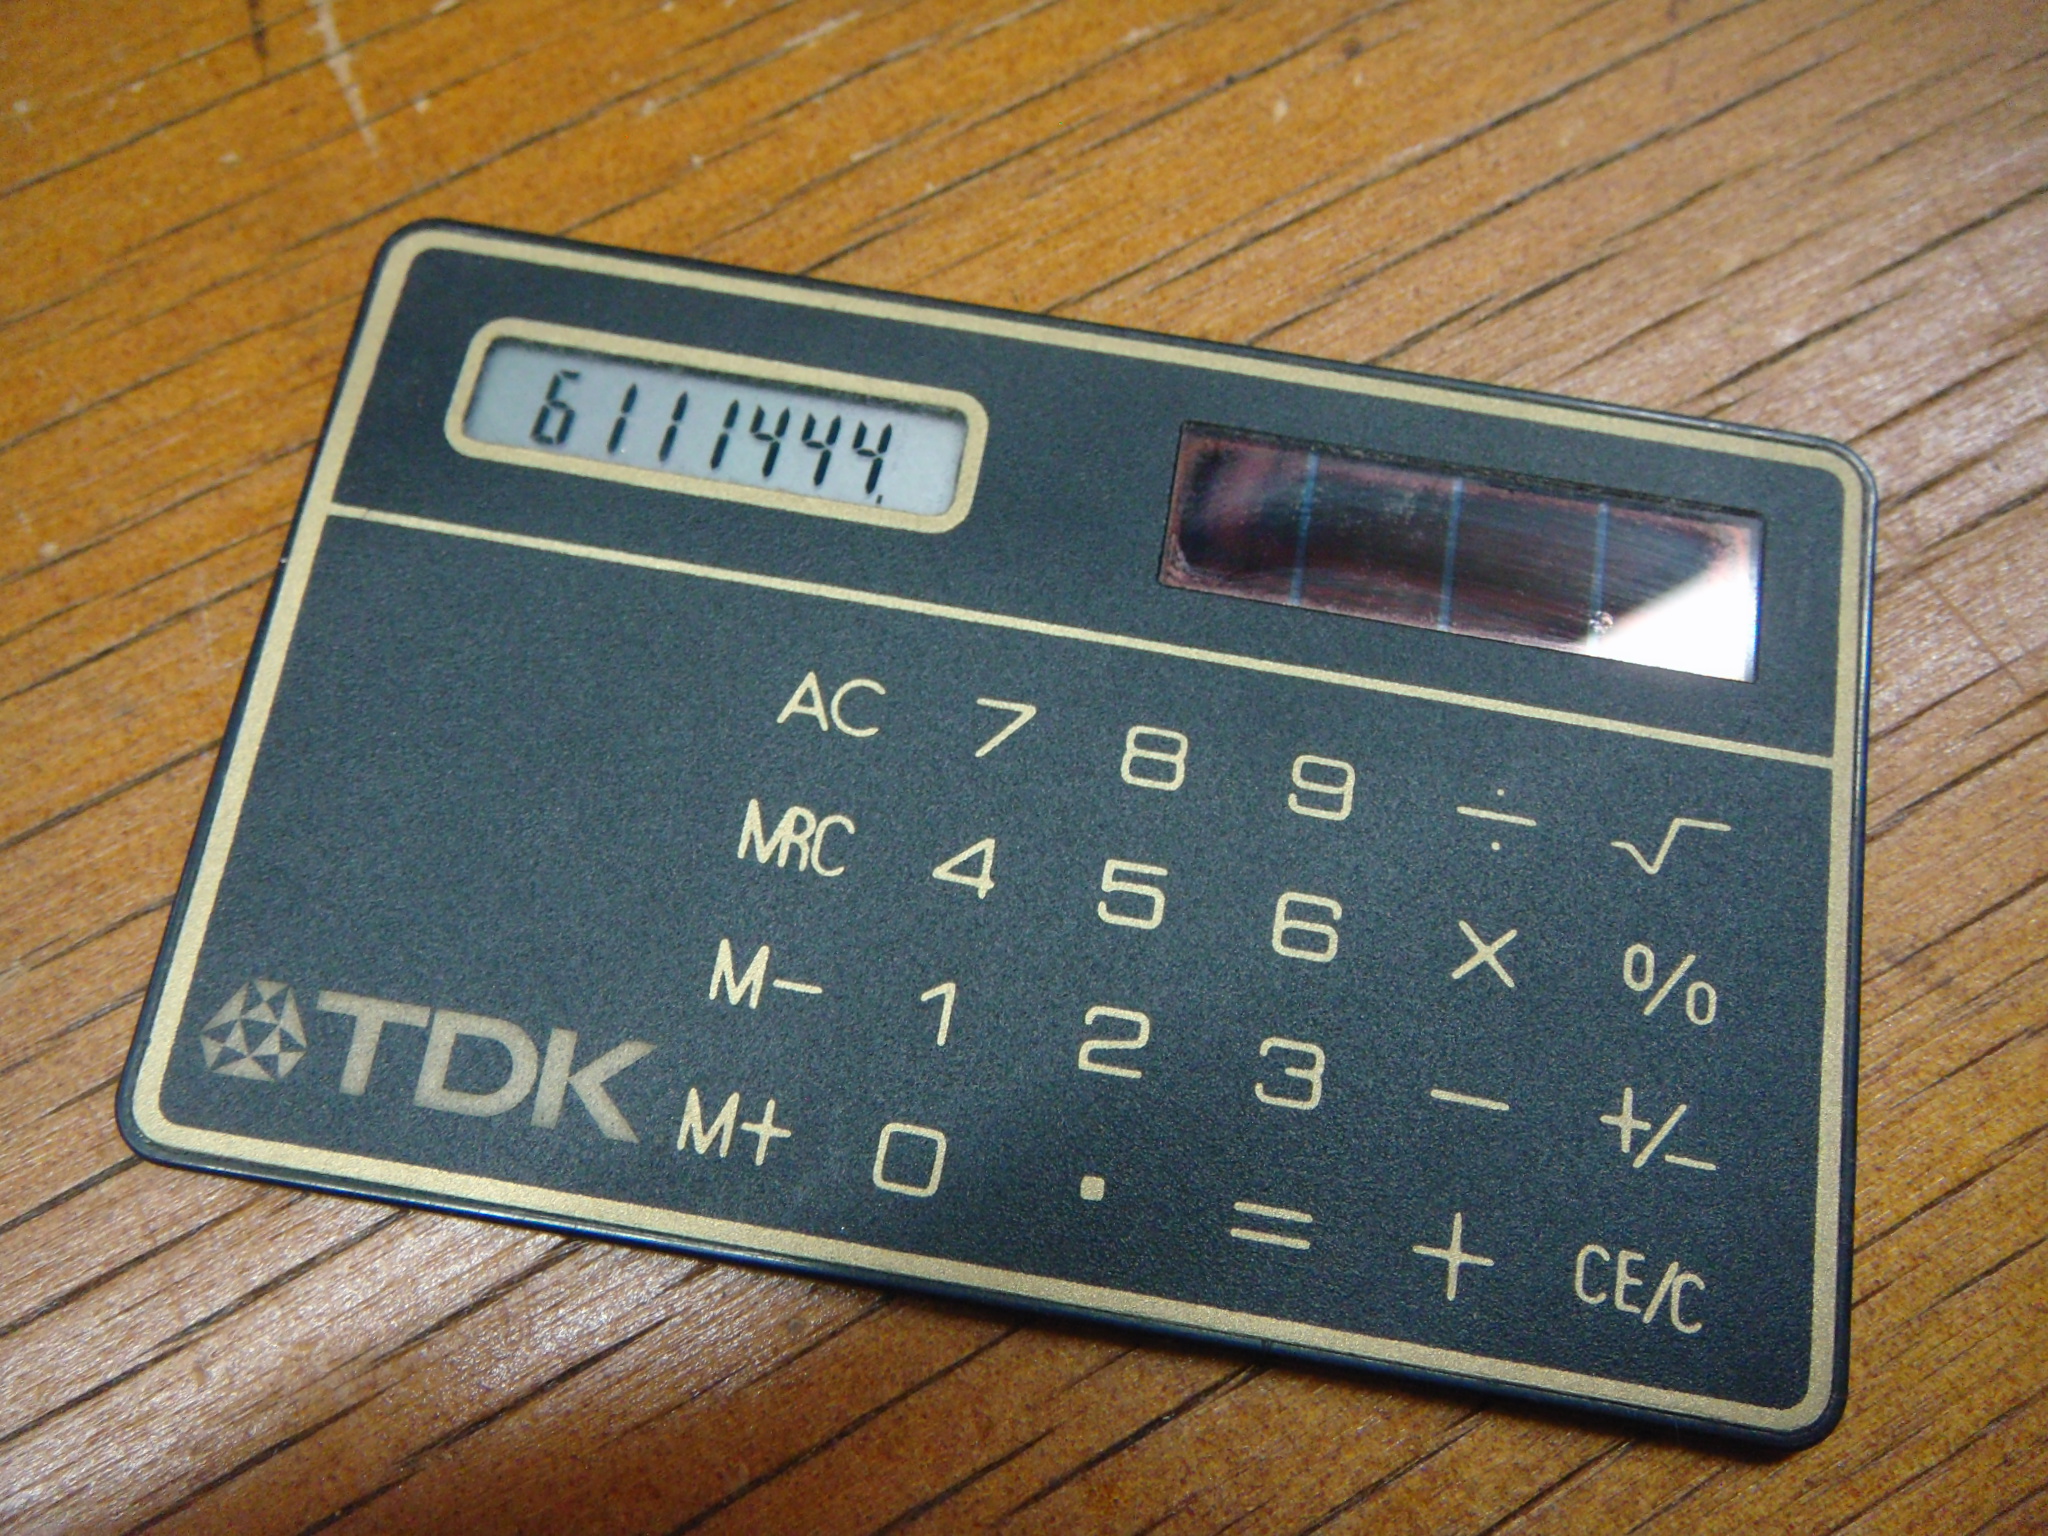 6111444.
AC 7 8 9 ÷ √
MRC 4 5 6 × %
M− 1 2 3 − +/−
M+ 0 . = + CE/C
TDK